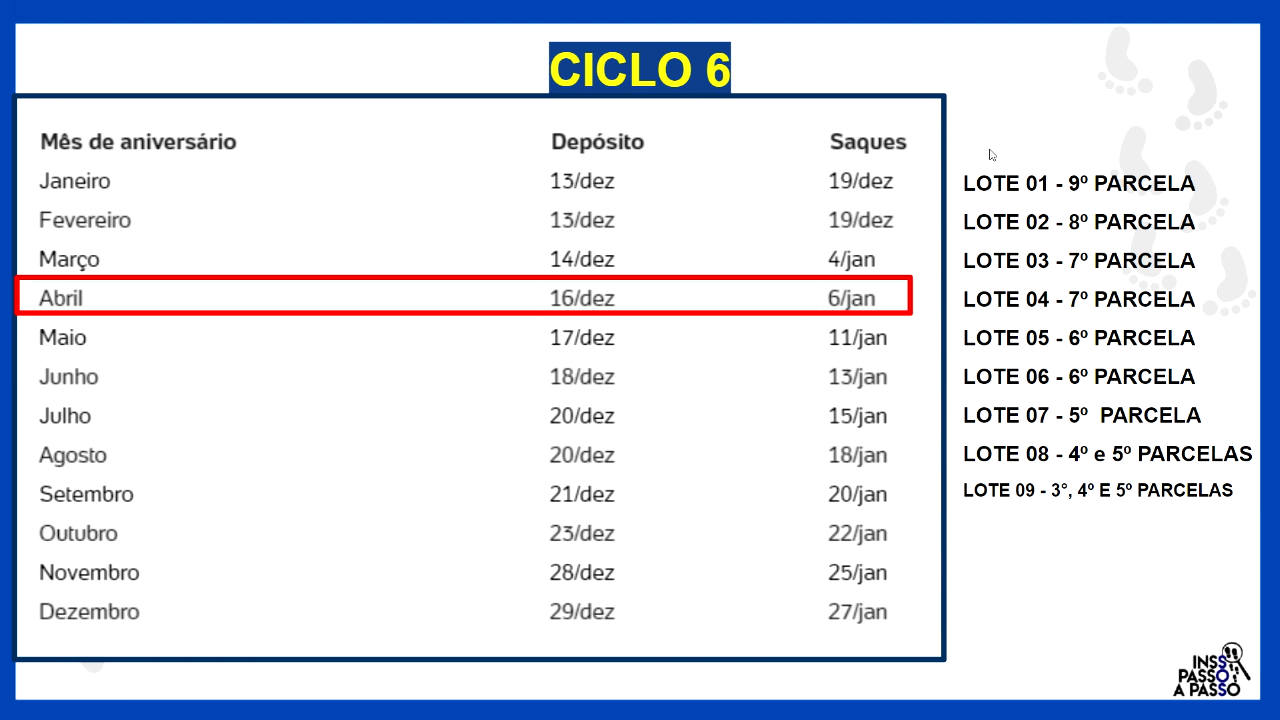 CICLO 6
Mês de aniversário Depósito Saques
Janeiro 13/dez 19/dez
Fevereiro 13/dez 19/dez
Março 14/dez 4/jan
Abril 16/dez 6/jan
Maio 17/dez 11/jan
Junho 18/dez 13/jan
Julho 20/dez 15/jan
Agosto 20/dez 18/jan
Setembro 21/dez 20/jan
Outubro 23/dez 22/jan
Novembro 28/dez 25/jan
Dezembro 29/dez 27/jan
LOTE 01 - 9º PARCELA
LOTE 02 - 8º PARCELA
LOTE 03 - 7º PARCELA
LOTE 04 - 7º PARCELA
LOTE 05 - 6º PARCELA
LOTE 06 - 6º PARCELA
LOTE 07 - 5º  PARCELA
LOTE 08 - 4º e 5º PARCELAS
LOTE 09 - 3°, 4º E 5º PARCELAS
INSS
PASSO
A PASSO